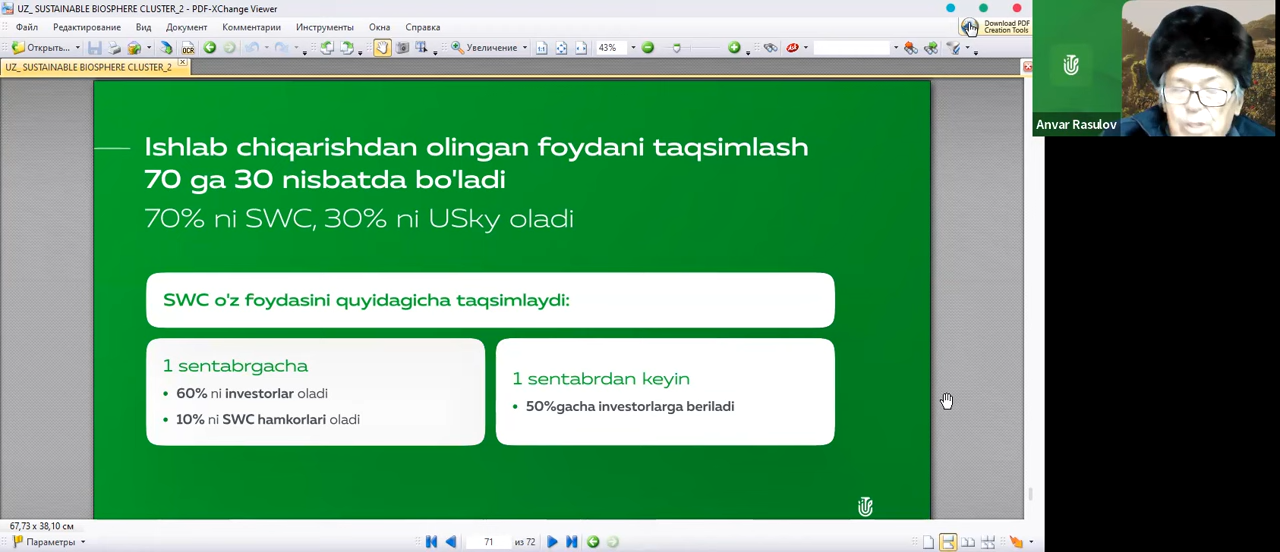 UZ_ SUSTAINABLE BIOSPHERE CLUSTER_2 - PDF-XChange Viewer
Файл Редактирование Вид Документ Комментарии Инструменты Окна Справка
Download PDF
Creation Tools
Открыть... OCR Увеличение 43%
UZ_ SUSTAINABLE BIOSPHERE CLUSTER_2
Anvar Rasulov
Ishlab chiqarishdan olingan foydani taqsimlash
70 ga 30 nisbatda bo'ladi
70% ni SWC, 30% ni USky oladi
SWC o'z foydasini quyidagicha taqsimlaydi:
1 sentabrgacha
• 60% ni investorlar oladi
• 10% ni SWC hamkorlari oladi
1 sentabrdan keyin
• 50%gacha investorlarga beriladi
67,73 x 38,10 см
Параметры 71 из 72